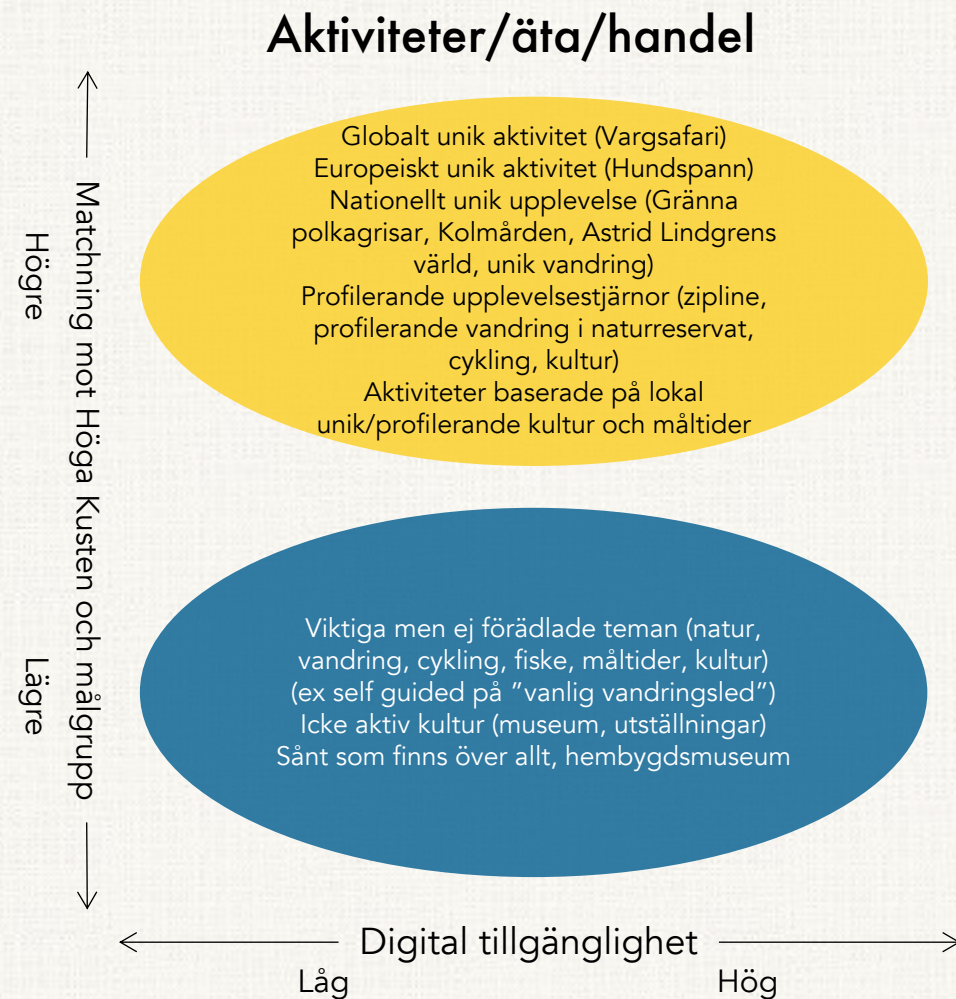 Aktiviteter/äta/handel
Globalt unik aktivitet (Vargsafari)
Europeiskt unik aktivitet (Hundspann)
Nationellt unik upplevelse (Gränna
polkagrisar, Kolmården, Astrid Lindgrens
värld, unik vandring)
Profilerande upplevelsestjärnor (zipline,
profilerande vandring i naturreservat,
cykling, kultur)
Aktiviteter baserade på lokal
unik/profilerande kultur och måltider
Matchning mot Höga Kusten och målgrupp
Högre
Lägre
Viktiga men ej förädlade teman (natur,
vandring, cykling, fiske, måltider, kultur)
(ex self guided på ”vanlig vandringsled”)
Icke aktiv kultur (museum, utställningar)
Sånt som finns över allt, hembygdsmuseum
Digital tillgänglighet
Låg
Hög